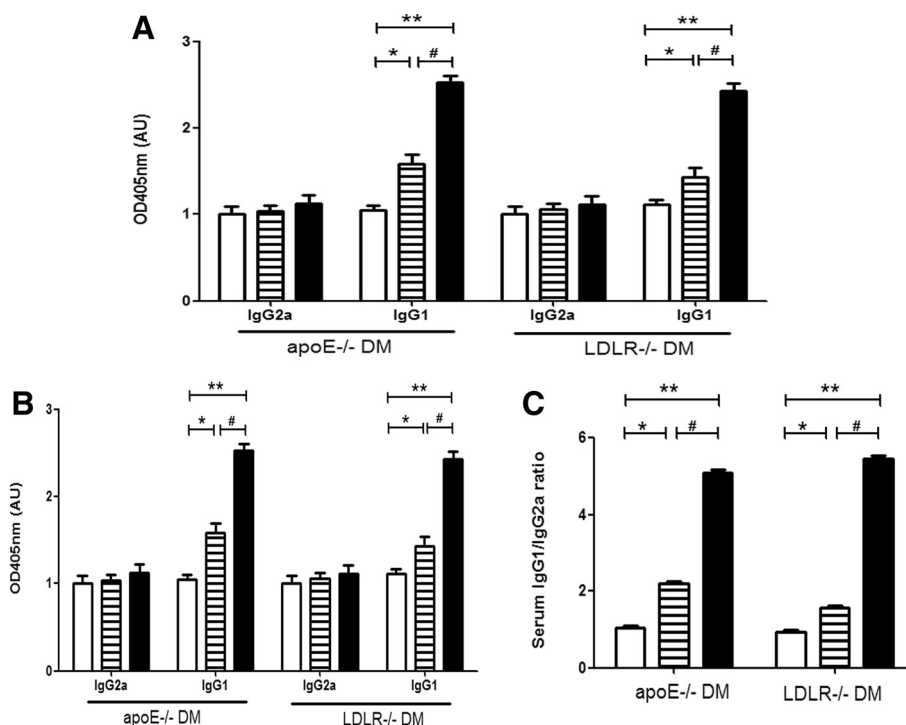 A
** **
* # * #
3
2
1
0
OD405nm (AU)
IgG2a IgG1 IgG2a IgG1
apoE-/- DM LDLR-/- DM
B
** **
* # * #
3
2
1
0
OD405nm (AU)
IgG2a IgG1 IgG2a IgG1
apoE-/- DM LDLR-/- DM
C
** **
* # * #
6
4
2
0
Serum IgG1/IgG2a ratio
apoE-/- DM LDLR-/- DM